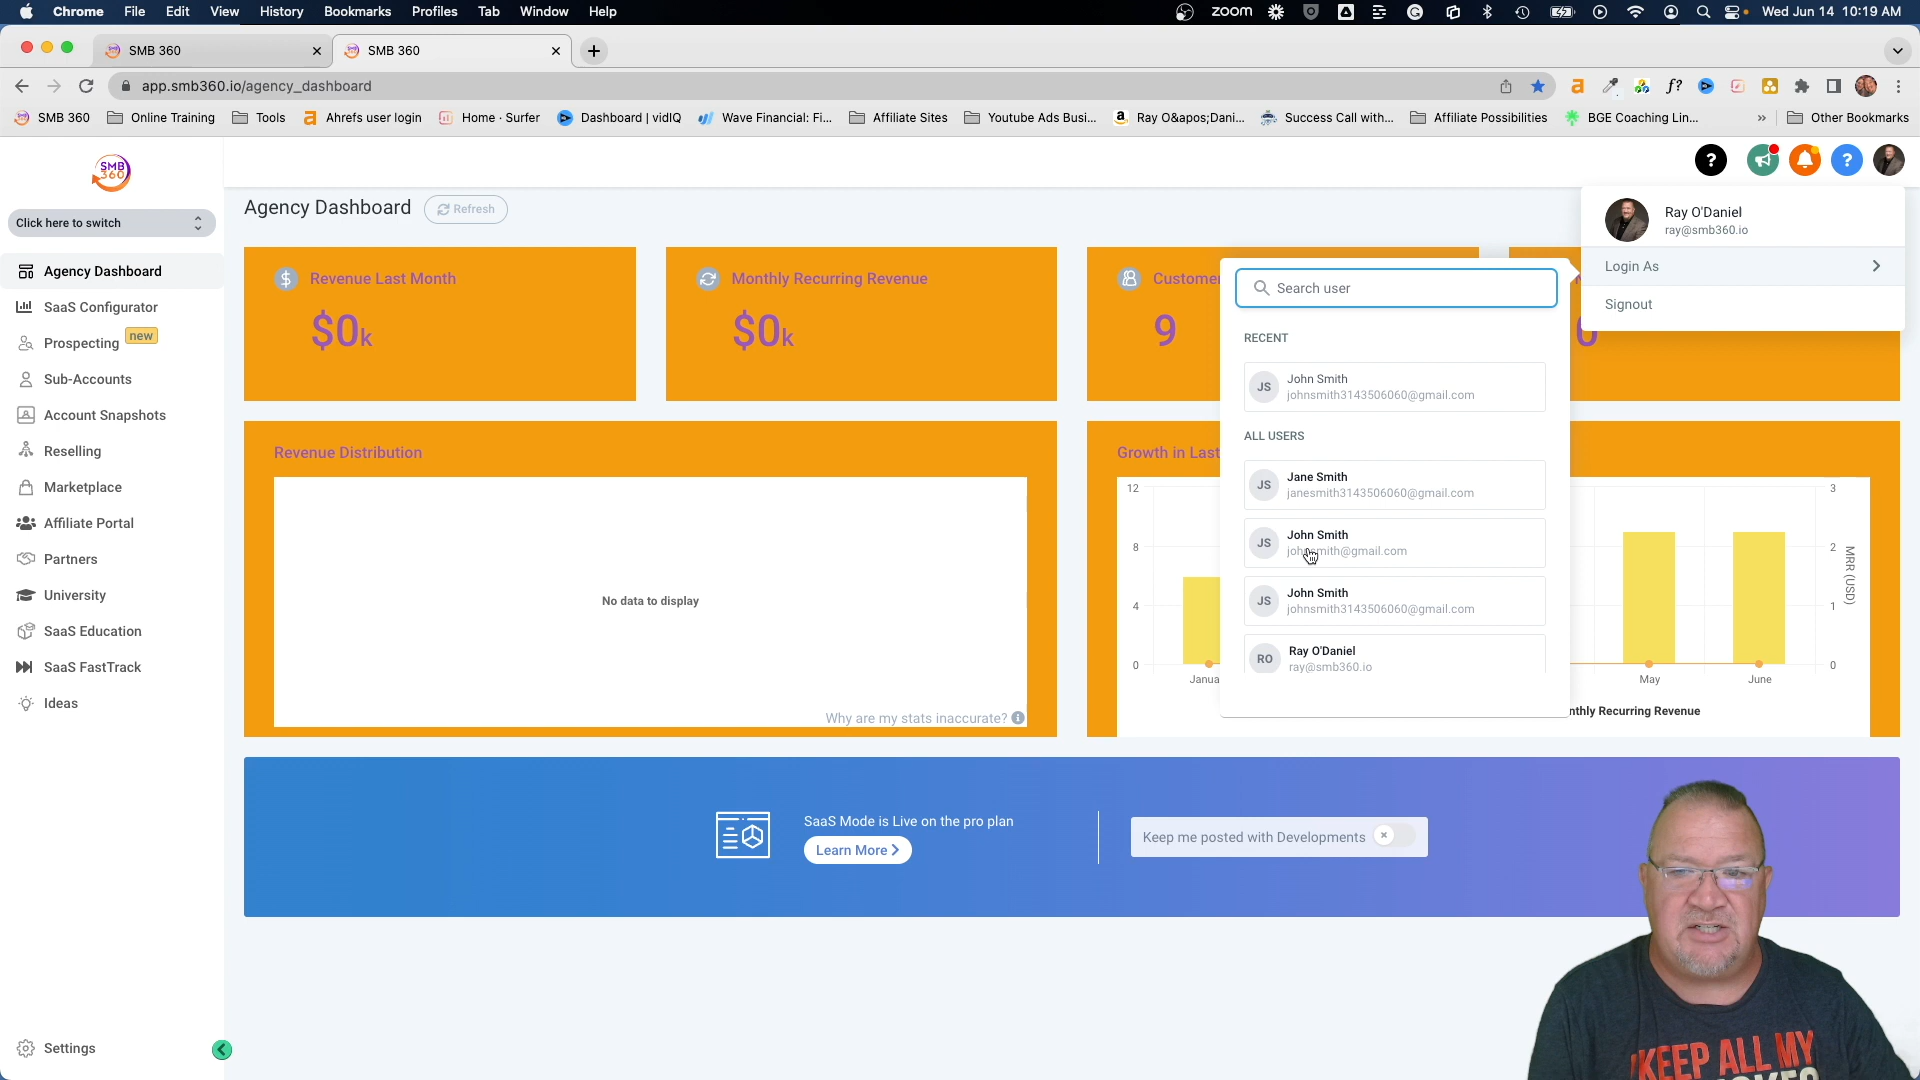 Chrome File Edit View History Bookmarks Profiles Tab Window Help zoom Wed Jun 14 10:19 AM
SMB 360
SMB 360
app.smb360.io/agency_dashboard
f?
SMB 360 Online Training Tools Ahrefs user login Home · Surfer Dashboard | vidIQ Wave Financial: Fi... Affiliate Sites Youtube Ads Busi... Ray O&apos;Dani... Success Call with... Affiliate Possibilities BGE Coaching Lin... » Other Bookmarks
SMB
360
Click here to switch
Agency Dashboard
SaaS Configurator
Prospecting new
Sub-Accounts
Account Snapshots
Reselling
Marketplace
Affiliate Portal
Partners
University
SaaS Education
SaaS FastTrack
Ideas
Settings
Agency Dashboard Refresh
Revenue Last Month
$0k
Monthly Recurring Revenue
$0k
Customer
9
0
Ray O'Daniel
ray@smb360.io
Login As
Signout
Search user
RECENT
JS
John Smith
johnsmith3143506060@gmail.com
ALL USERS
JS
Jane Smith
janesmith3143506060@gmail.com
JS
John Smith
johnsmith@gmail.com
JS
John Smith
johnsmith3143506060@gmail.com
RO
Ray O'Daniel
ray@smb360.io
Revenue Distribution
No data to display
Why are my stats inaccurate?
Growth in Last
12
8
4
0
3
2
1
0
MRR (USD)
Janua
May
June
nthly Recurring Revenue
SaaS Mode is Live on the pro plan
Learn More
Keep me posted with Developments
KEEP ALL MY